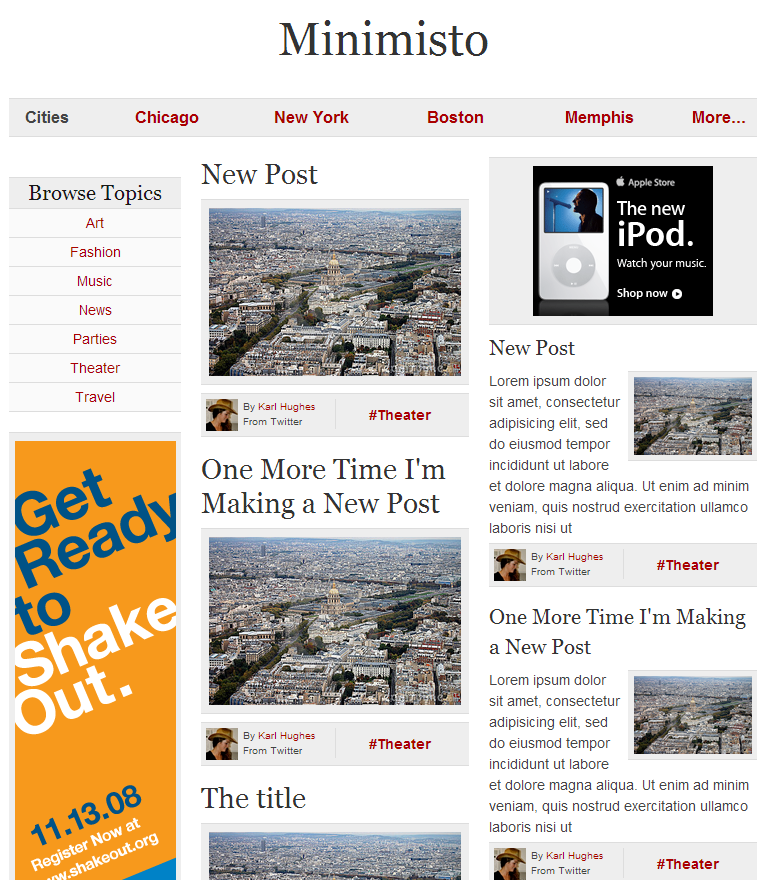 Minimisto
Cities Chicago New York Boston Memphis More...
Browse Topics
Art
Fashion
Music
News
Parties
Theater
Travel
Get
Ready
to
Shake
Out.
11.13.08
Register Now at
www.shakeout.org
New Post
By Karl Hughes
From Twitter
#Theater
One More Time I'm
Making a New Post
By Karl Hughes
From Twitter
#Theater
The title
Apple Store
The new
iPod.
Watch your music.
Shop now
New Post
Lorem ipsum dolor
sit amet, consectetur
adipisicing elit, sed
do eiusmod tempor
incididunt ut labore
et dolore magna aliqua. Ut enim ad minim
veniam, quis nostrud exercitation ullamco
laboris nisi ut
By Karl Hughes
From Twitter
#Theater
One More Time I'm Making
a New Post
Lorem ipsum dolor
sit amet, consectetur
adipisicing elit, sed
do eiusmod tempor
incididunt ut labore
et dolore magna aliqua. Ut enim ad minim
veniam, quis nostrud exercitation ullamco
laboris nisi ut
By Karl Hughes
From Twitter
#Theater